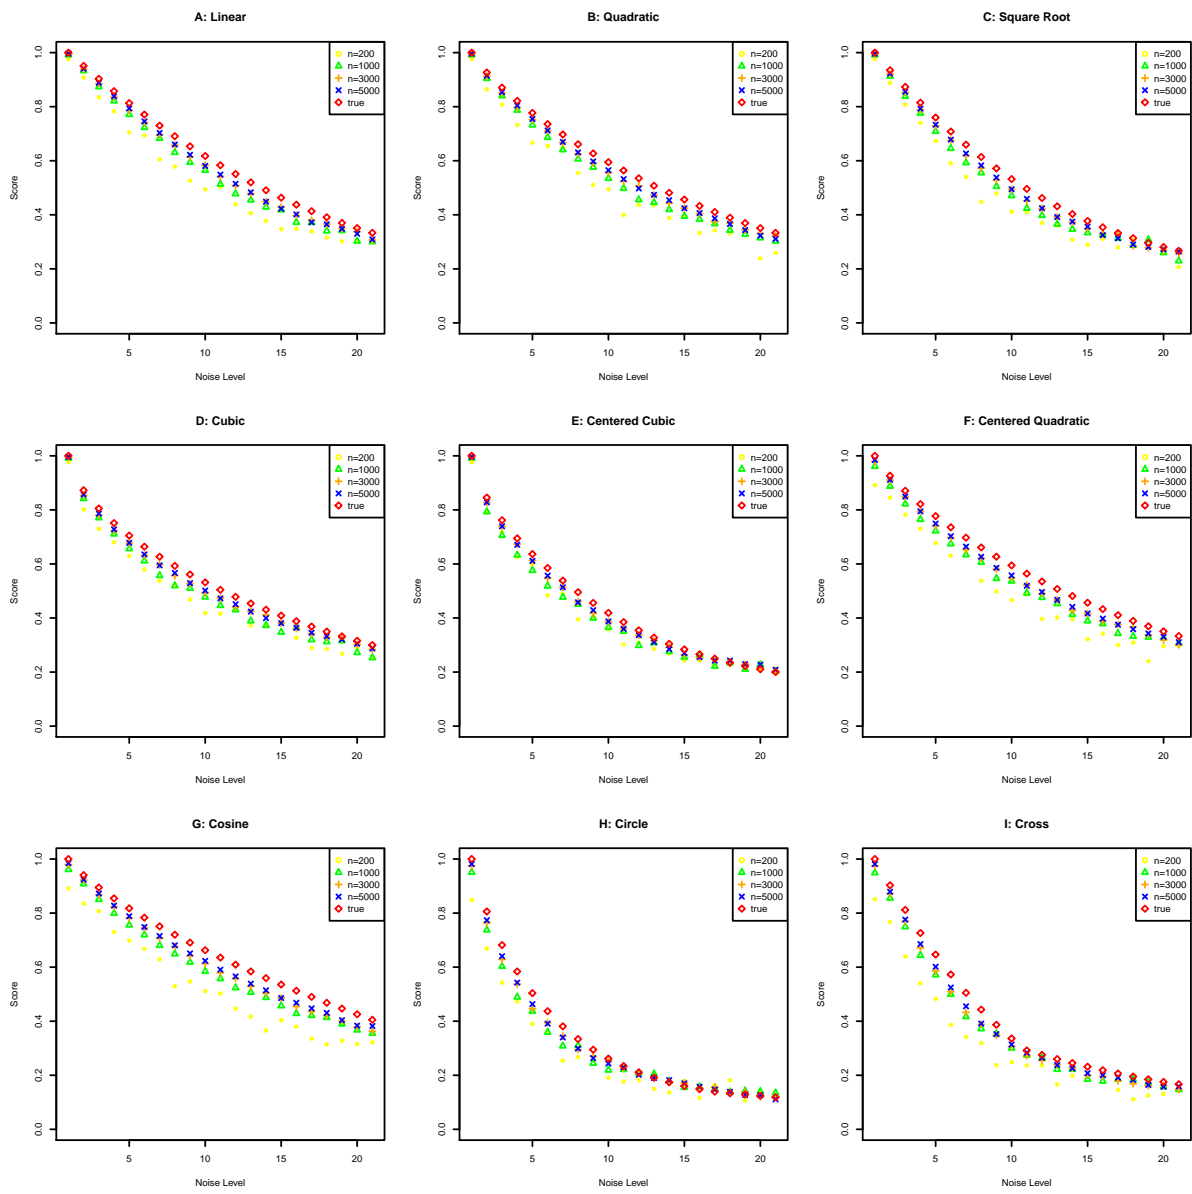 A: Linear
Score
0.0 0.2 0.4 0.6 0.8 1.0
n=200
n=1000
n=3000
n=5000
true
5 10 15 20
Noise Level
B: Quadratic
Score
0.0 0.2 0.4 0.6 0.8 1.0
n=200
n=1000
n=3000
n=5000
true
5 10 15 20
Noise Level
C: Square Root
Score
0.0 0.2 0.4 0.6 0.8 1.0
n=200
n=1000
n=3000
n=5000
true
5 10 15 20
Noise Level
D: Cubic
Score
0.0 0.2 0.4 0.6 0.8 1.0
n=200
n=1000
n=3000
n=5000
true
5 10 15 20
Noise Level
E: Centered Cubic
Score
0.0 0.2 0.4 0.6 0.8 1.0
n=200
n=1000
n=3000
n=5000
true
5 10 15 20
Noise Level
F: Centered Quadratic
Score
0.0 0.2 0.4 0.6 0.8 1.0
n=200
n=1000
n=3000
n=5000
true
5 10 15 20
Noise Level
G: Cosine
Score
0.0 0.2 0.4 0.6 0.8 1.0
n=200
n=1000
n=3000
n=5000
true
5 10 15 20
Noise Level
H: Circle
Score
0.0 0.2 0.4 0.6 0.8 1.0
n=200
n=1000
n=3000
n=5000
true
5 10 15 20
Noise Level
I: Cross
Score
0.0 0.2 0.4 0.6 0.8 1.0
n=200
n=1000
n=3000
n=5000
true
5 10 15 20
Noise Level